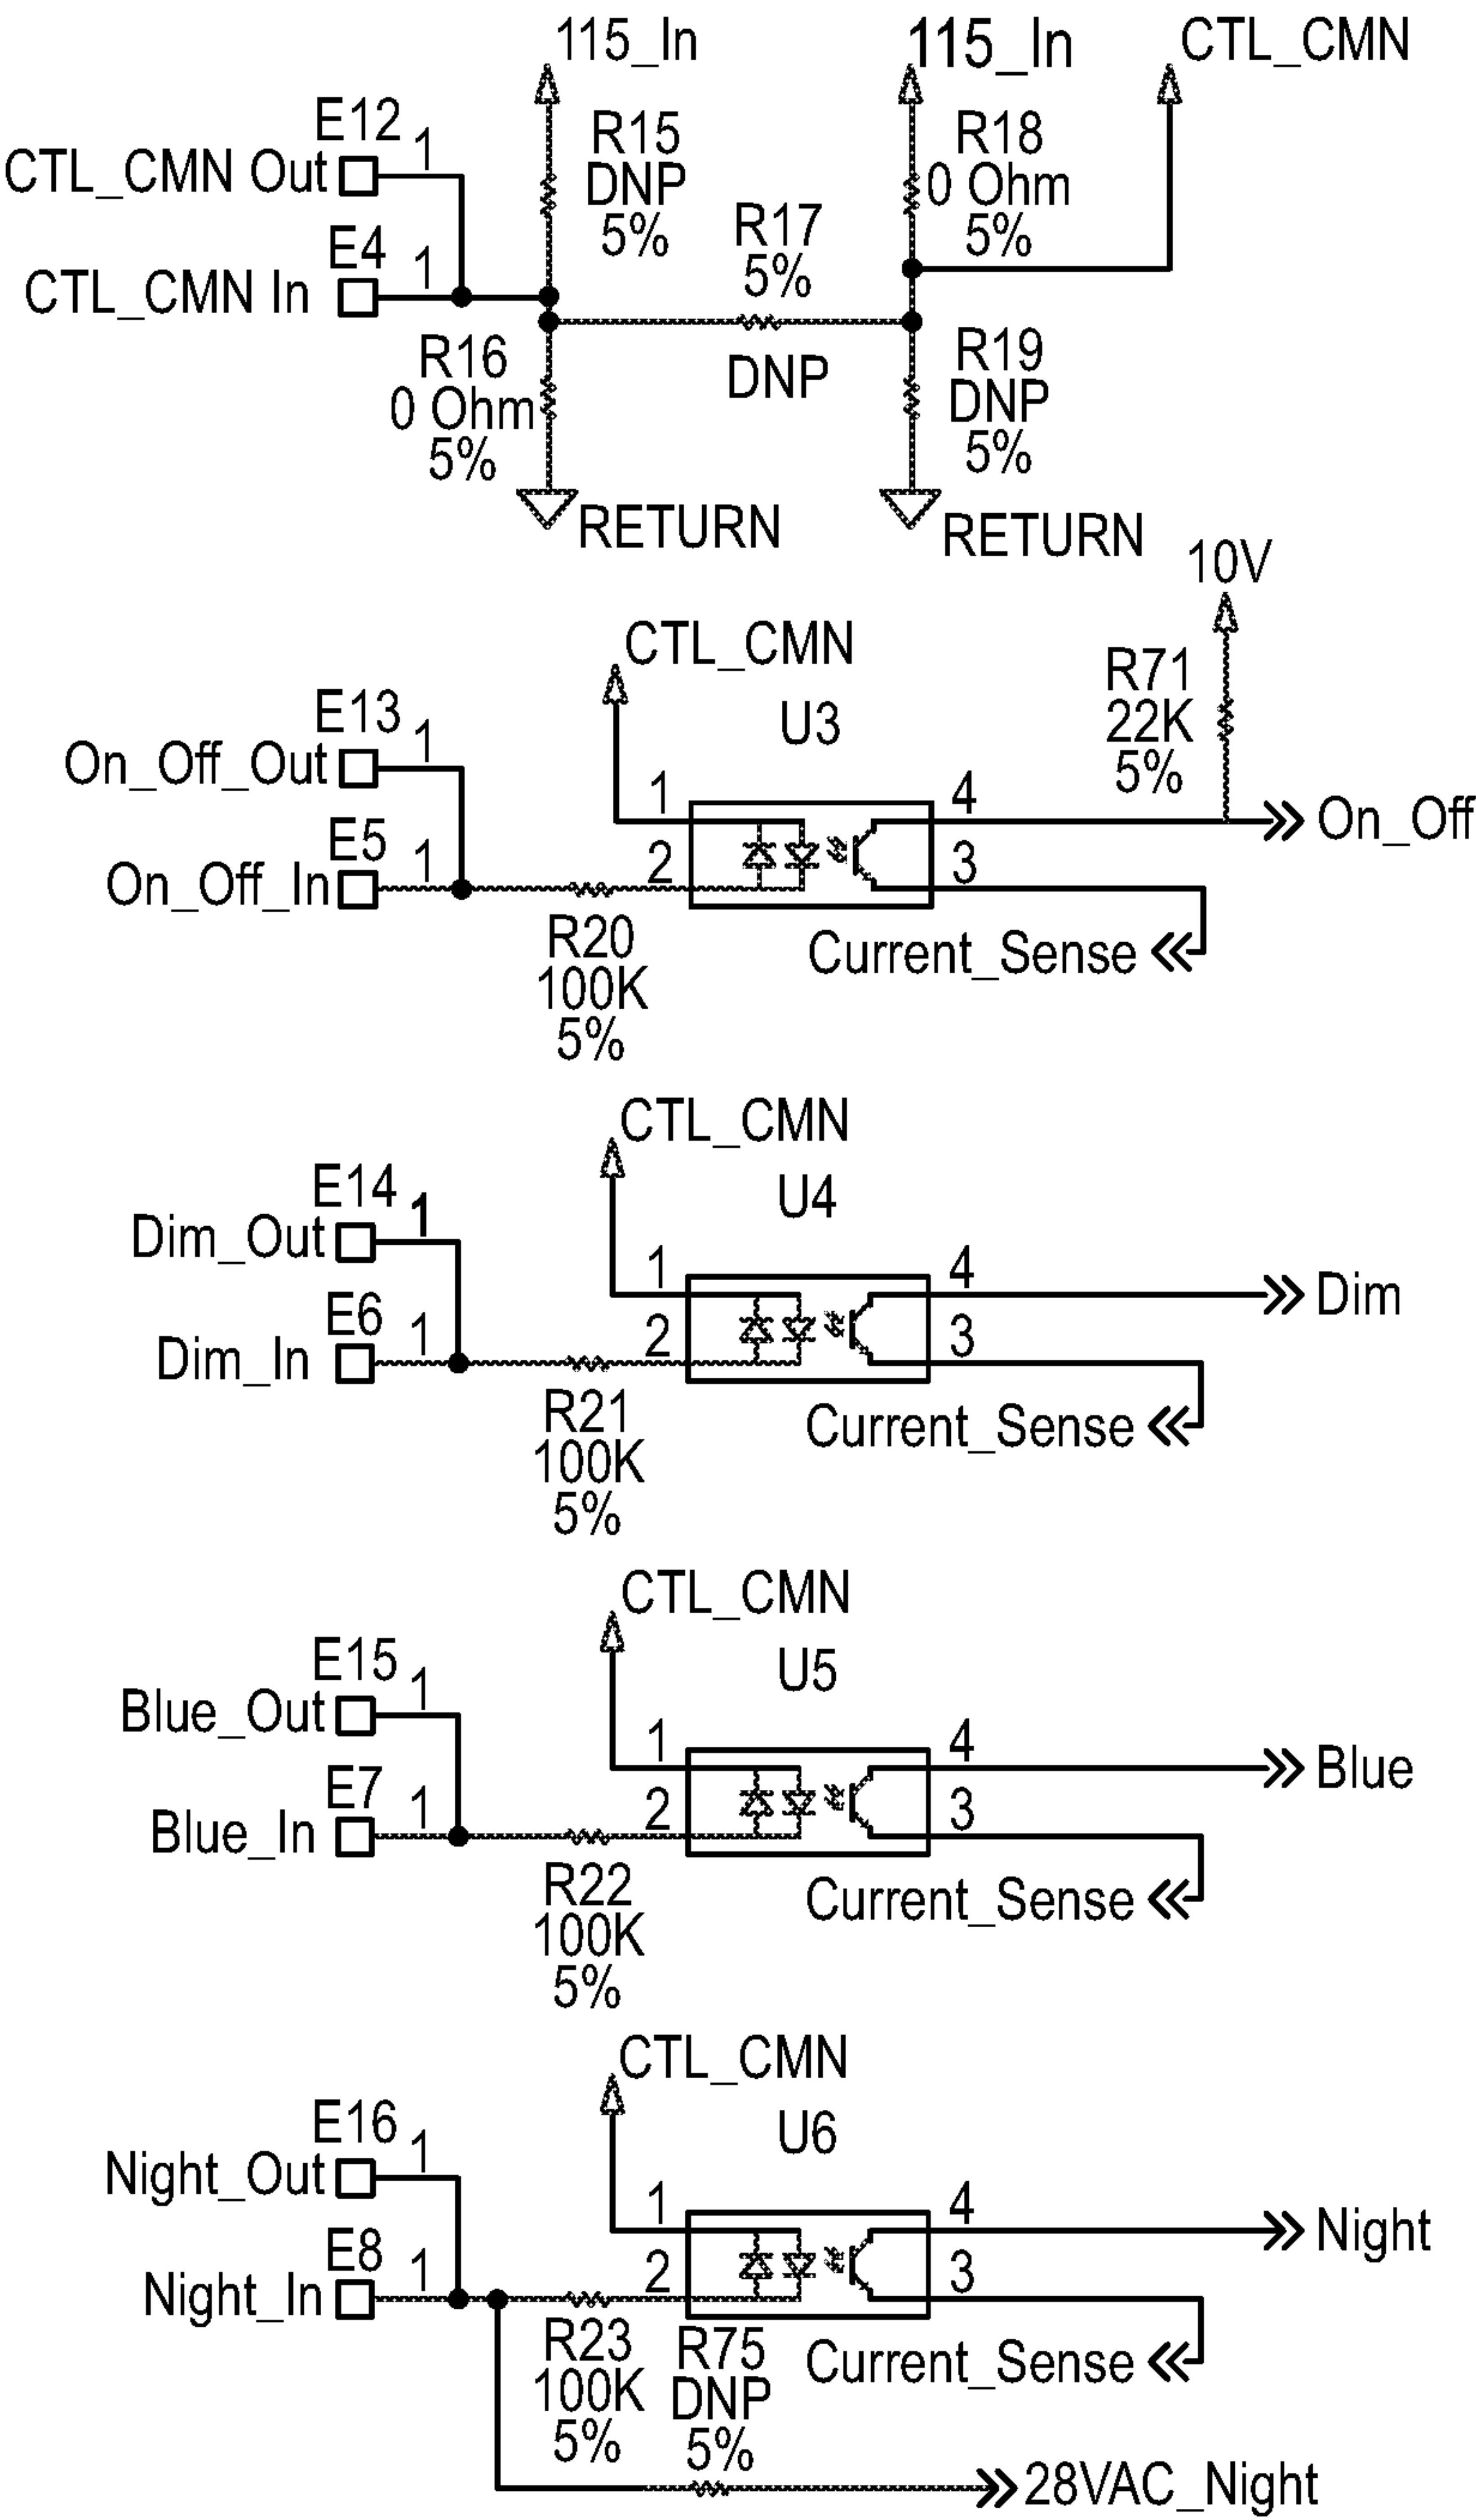 115_In
115_In
CTL_CMN
E12
1
CTL_CMN Out
R15
DNP
5%
R18
0 Ohm
5%
R17
5%
DNP
E4
1
CTL_CMN In
R16
0 Ohm
5%
R19
DNP
5%
RETURN
RETURN
10V
CTL_CMN
R71
22K
5%
E13
1
On_Off_Out
U3
1
4
On_Off
E5
1
On_Off_In
2
3
R20
100K
5%
Current_Sense
CTL_CMN
E14
1
Dim_Out
U4
1
4
Dim
E6
1
Dim_In
2
3
R21
100K
5%
Current_Sense
CTL_CMN
E15
1
Blue_Out
U5
1
4
Blue
E7
1
Blue_In
2
3
R22
100K
5%
Current_Sense
CTL_CMN
E16
1
Night_Out
U6
1
4
Night
E8
1
Night_In
2
3
R23
100K
5%
R75
DNP
5%
Current_Sense
28VAC_Night